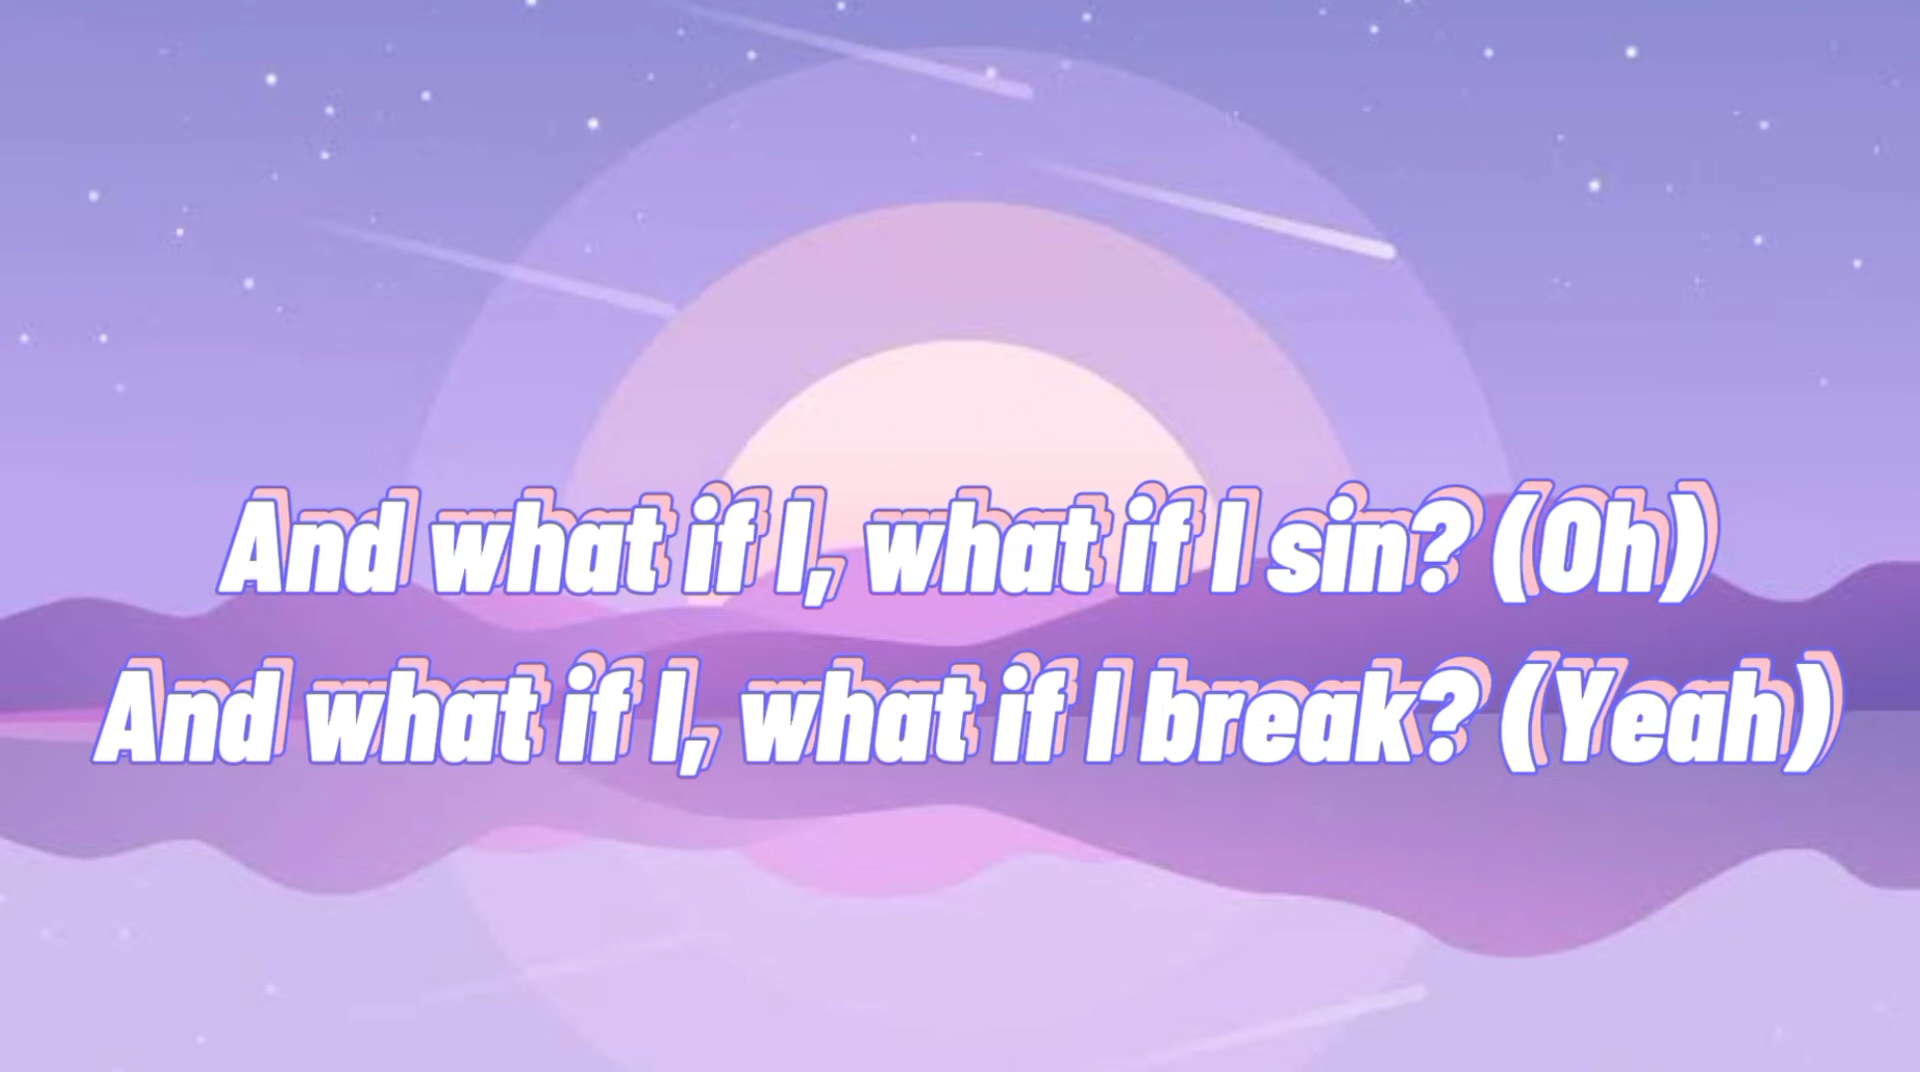 And what if I, what if I sin? (Oh)
And what if I, what if I break? (Yeah)